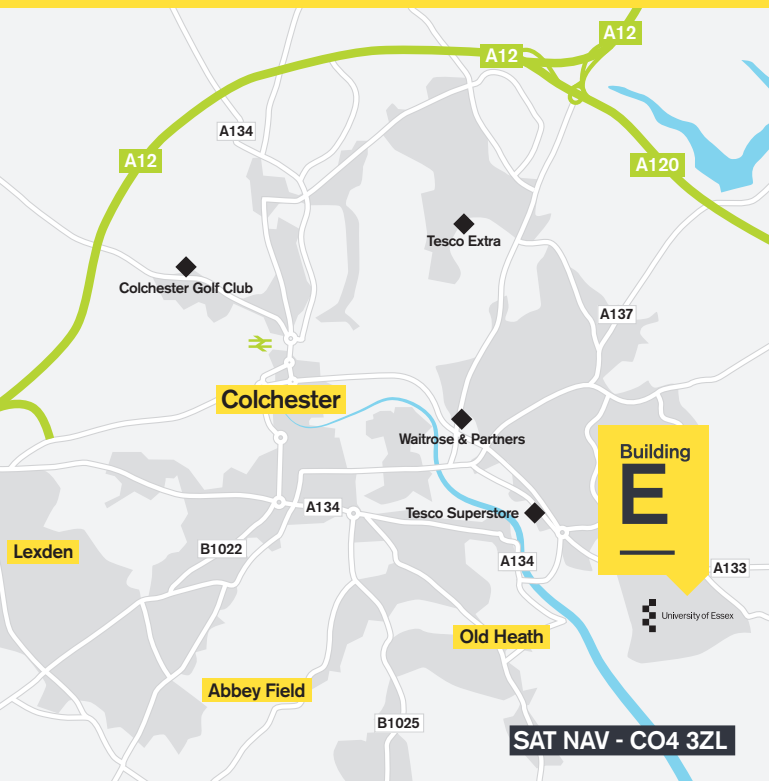 A12
A12
A134
A12
A120
Tesco Extra
Colchester Golf Club
A137
Colchester
Waitrose & Partners
Building
E
A134
Tesco Superstore
B1022
Lexden
A134
A133
University of Essex
Old Heath
Abbey Field
B1025
SAT NAV - CO4 3ZL